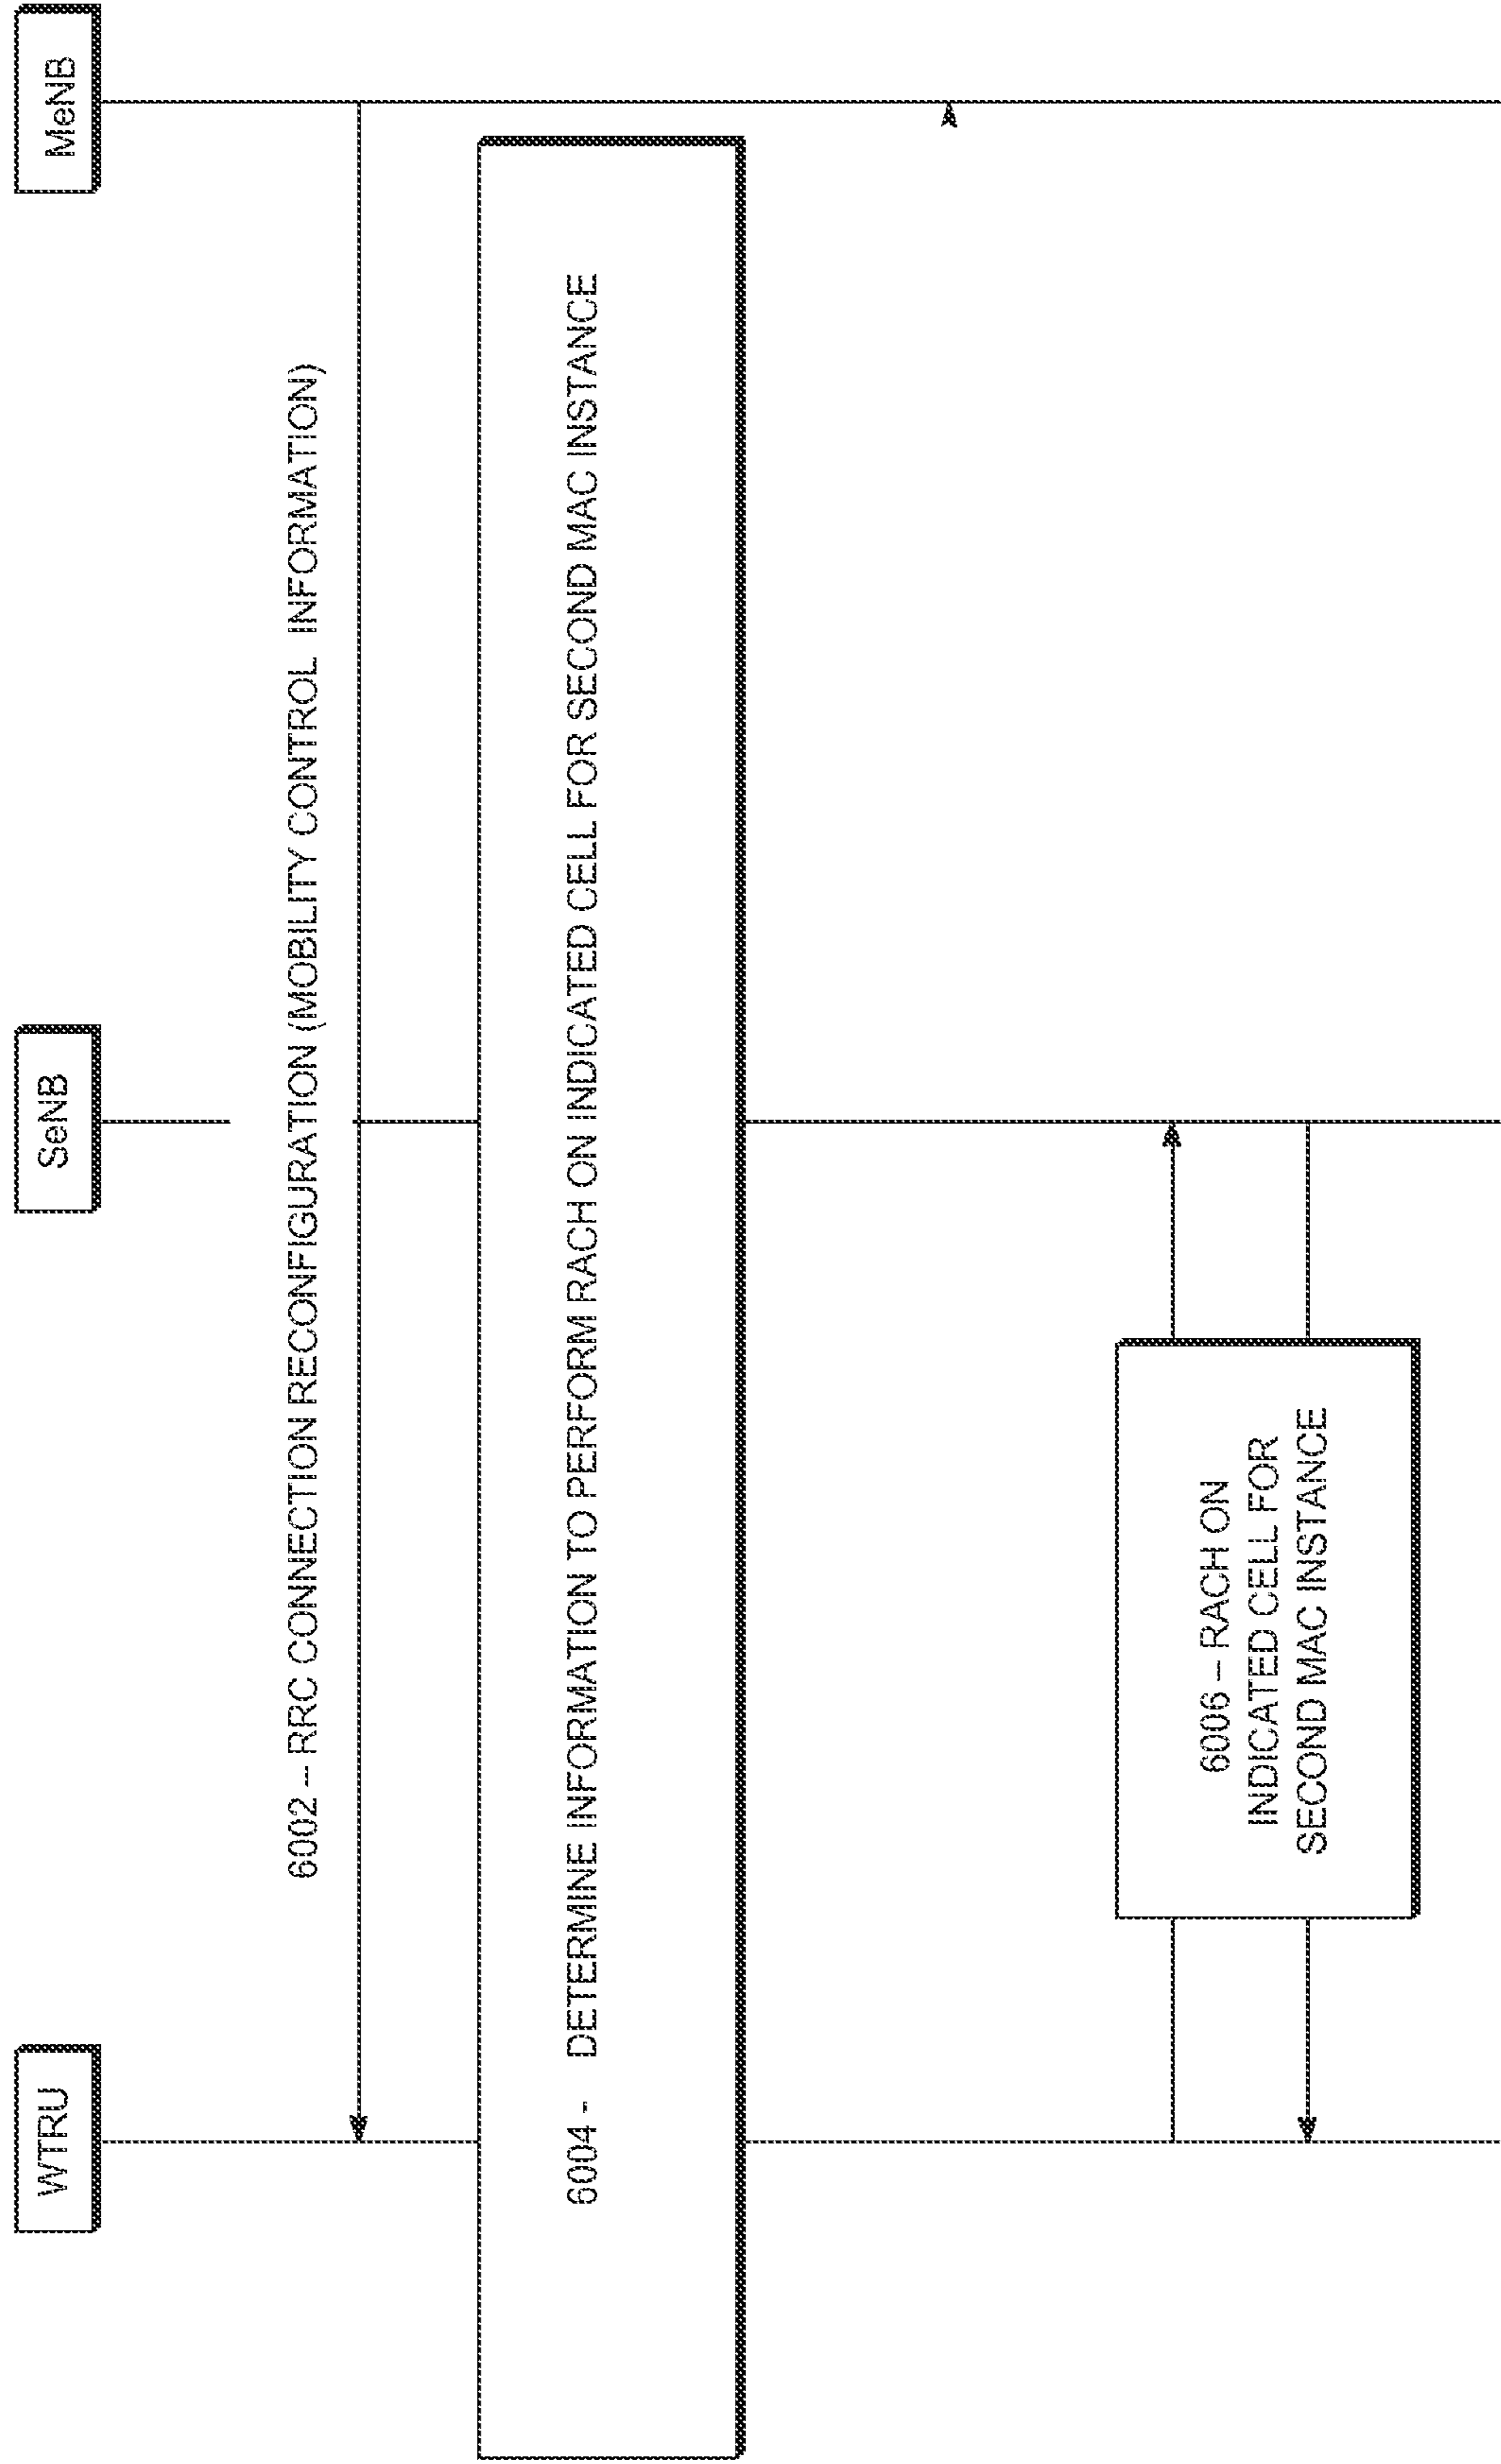 WTRU
SeNB
MeNB
6002 – RRC CONNECTION RECONFIGURATION (MOBILITY CONTROL INFORMATION)
6004 - DETERMINE INFORMATION TO PERFORM RACH ON INDICATED CELL FOR SECOND MAC INSTANCE
6006 – RACH ON
INDICATED CELL FOR
SECOND MAC INSTANCE